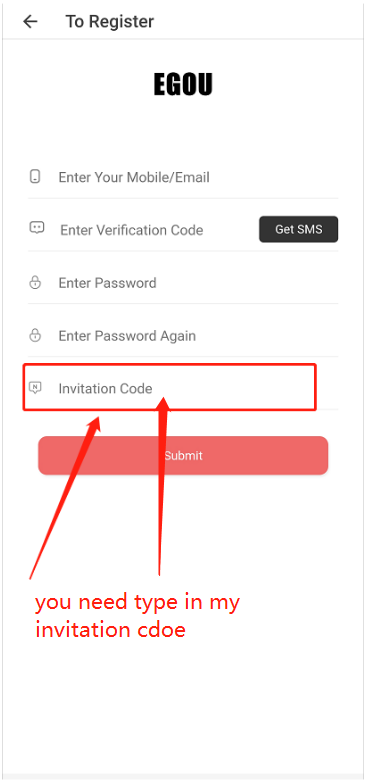 To Register
EGOU
Enter Your Mobile/Email
Enter Verification Code Get SMS
Enter Password
Enter Password Again
Invitation Code
Submit
you need type in my
invitation cdoe